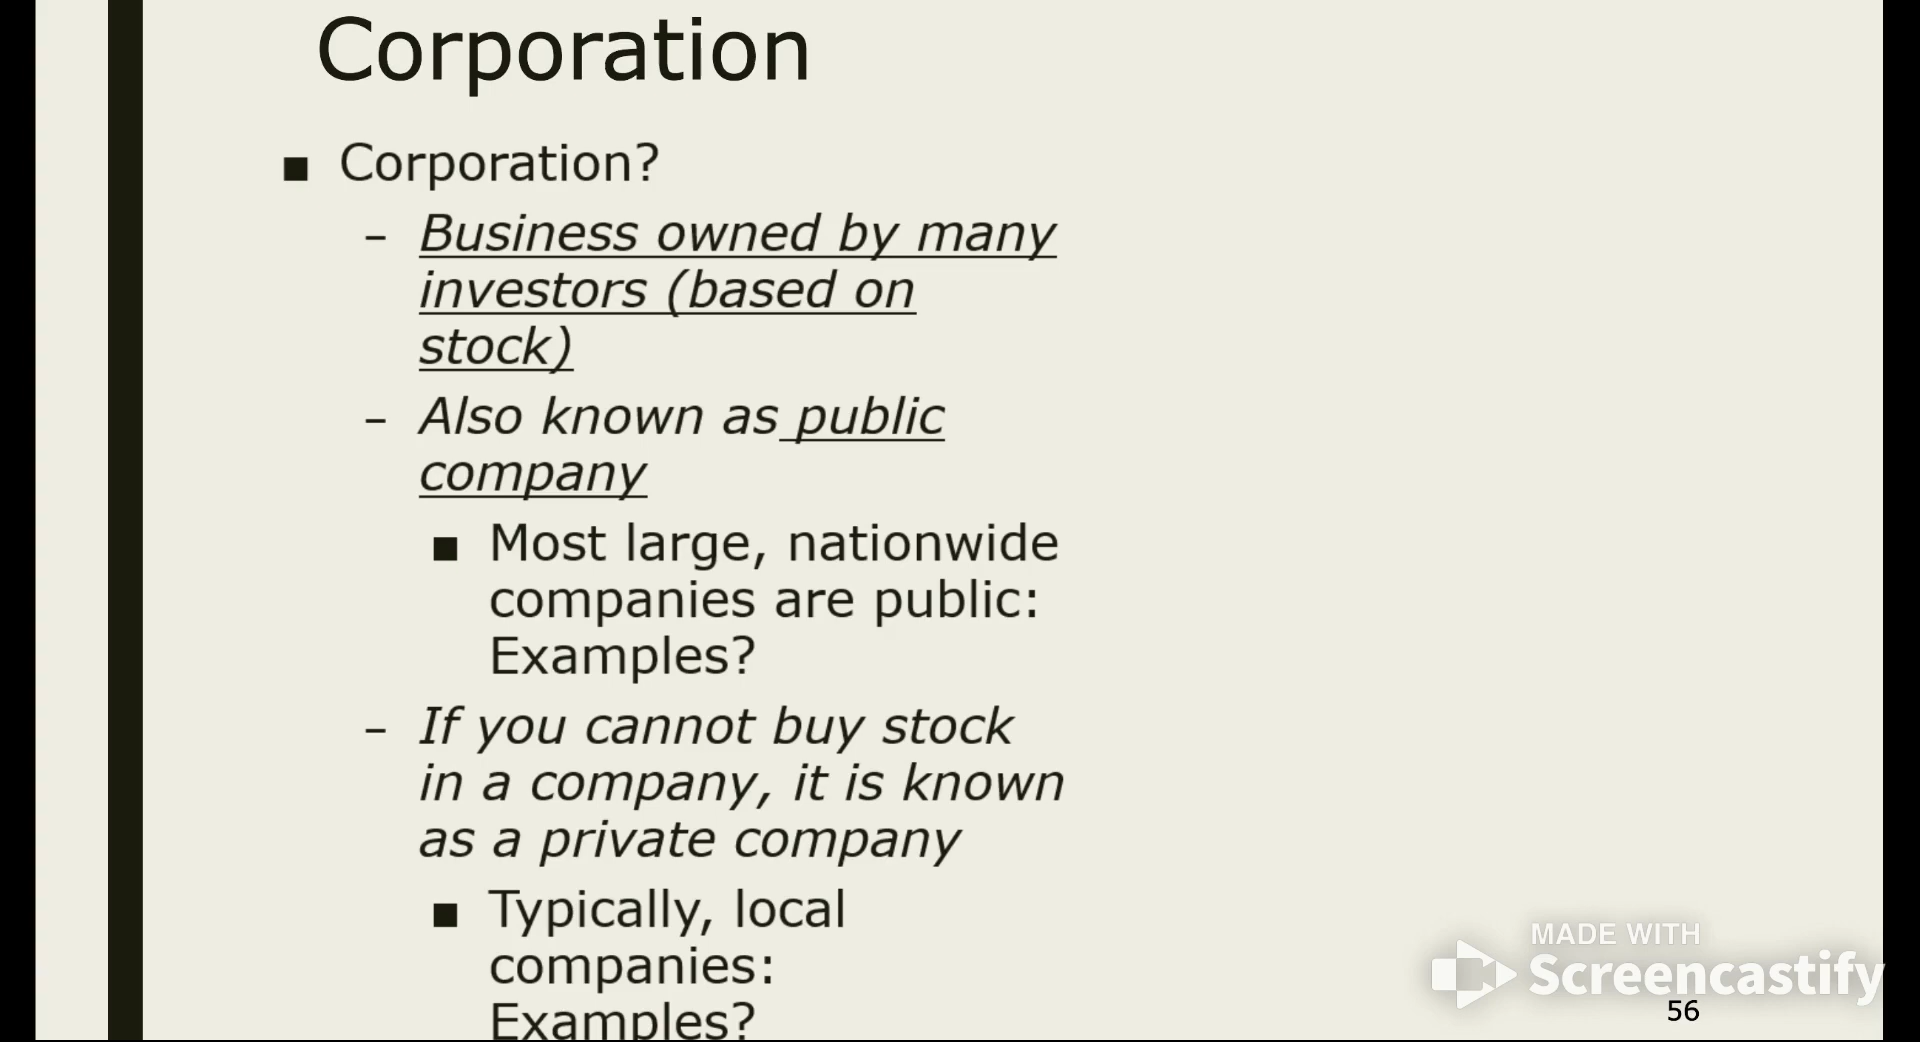 Corporation
■ Corporation?
– Business owned by many
investors (based on
stock)
– Also known as public
company
■ Most large, nationwide
companies are public:
Examples?
– If you cannot buy stock
in a company, it is known
as a private company
■ Typically, local
companies:
Examples?
MADE WITH
Screencastify
56